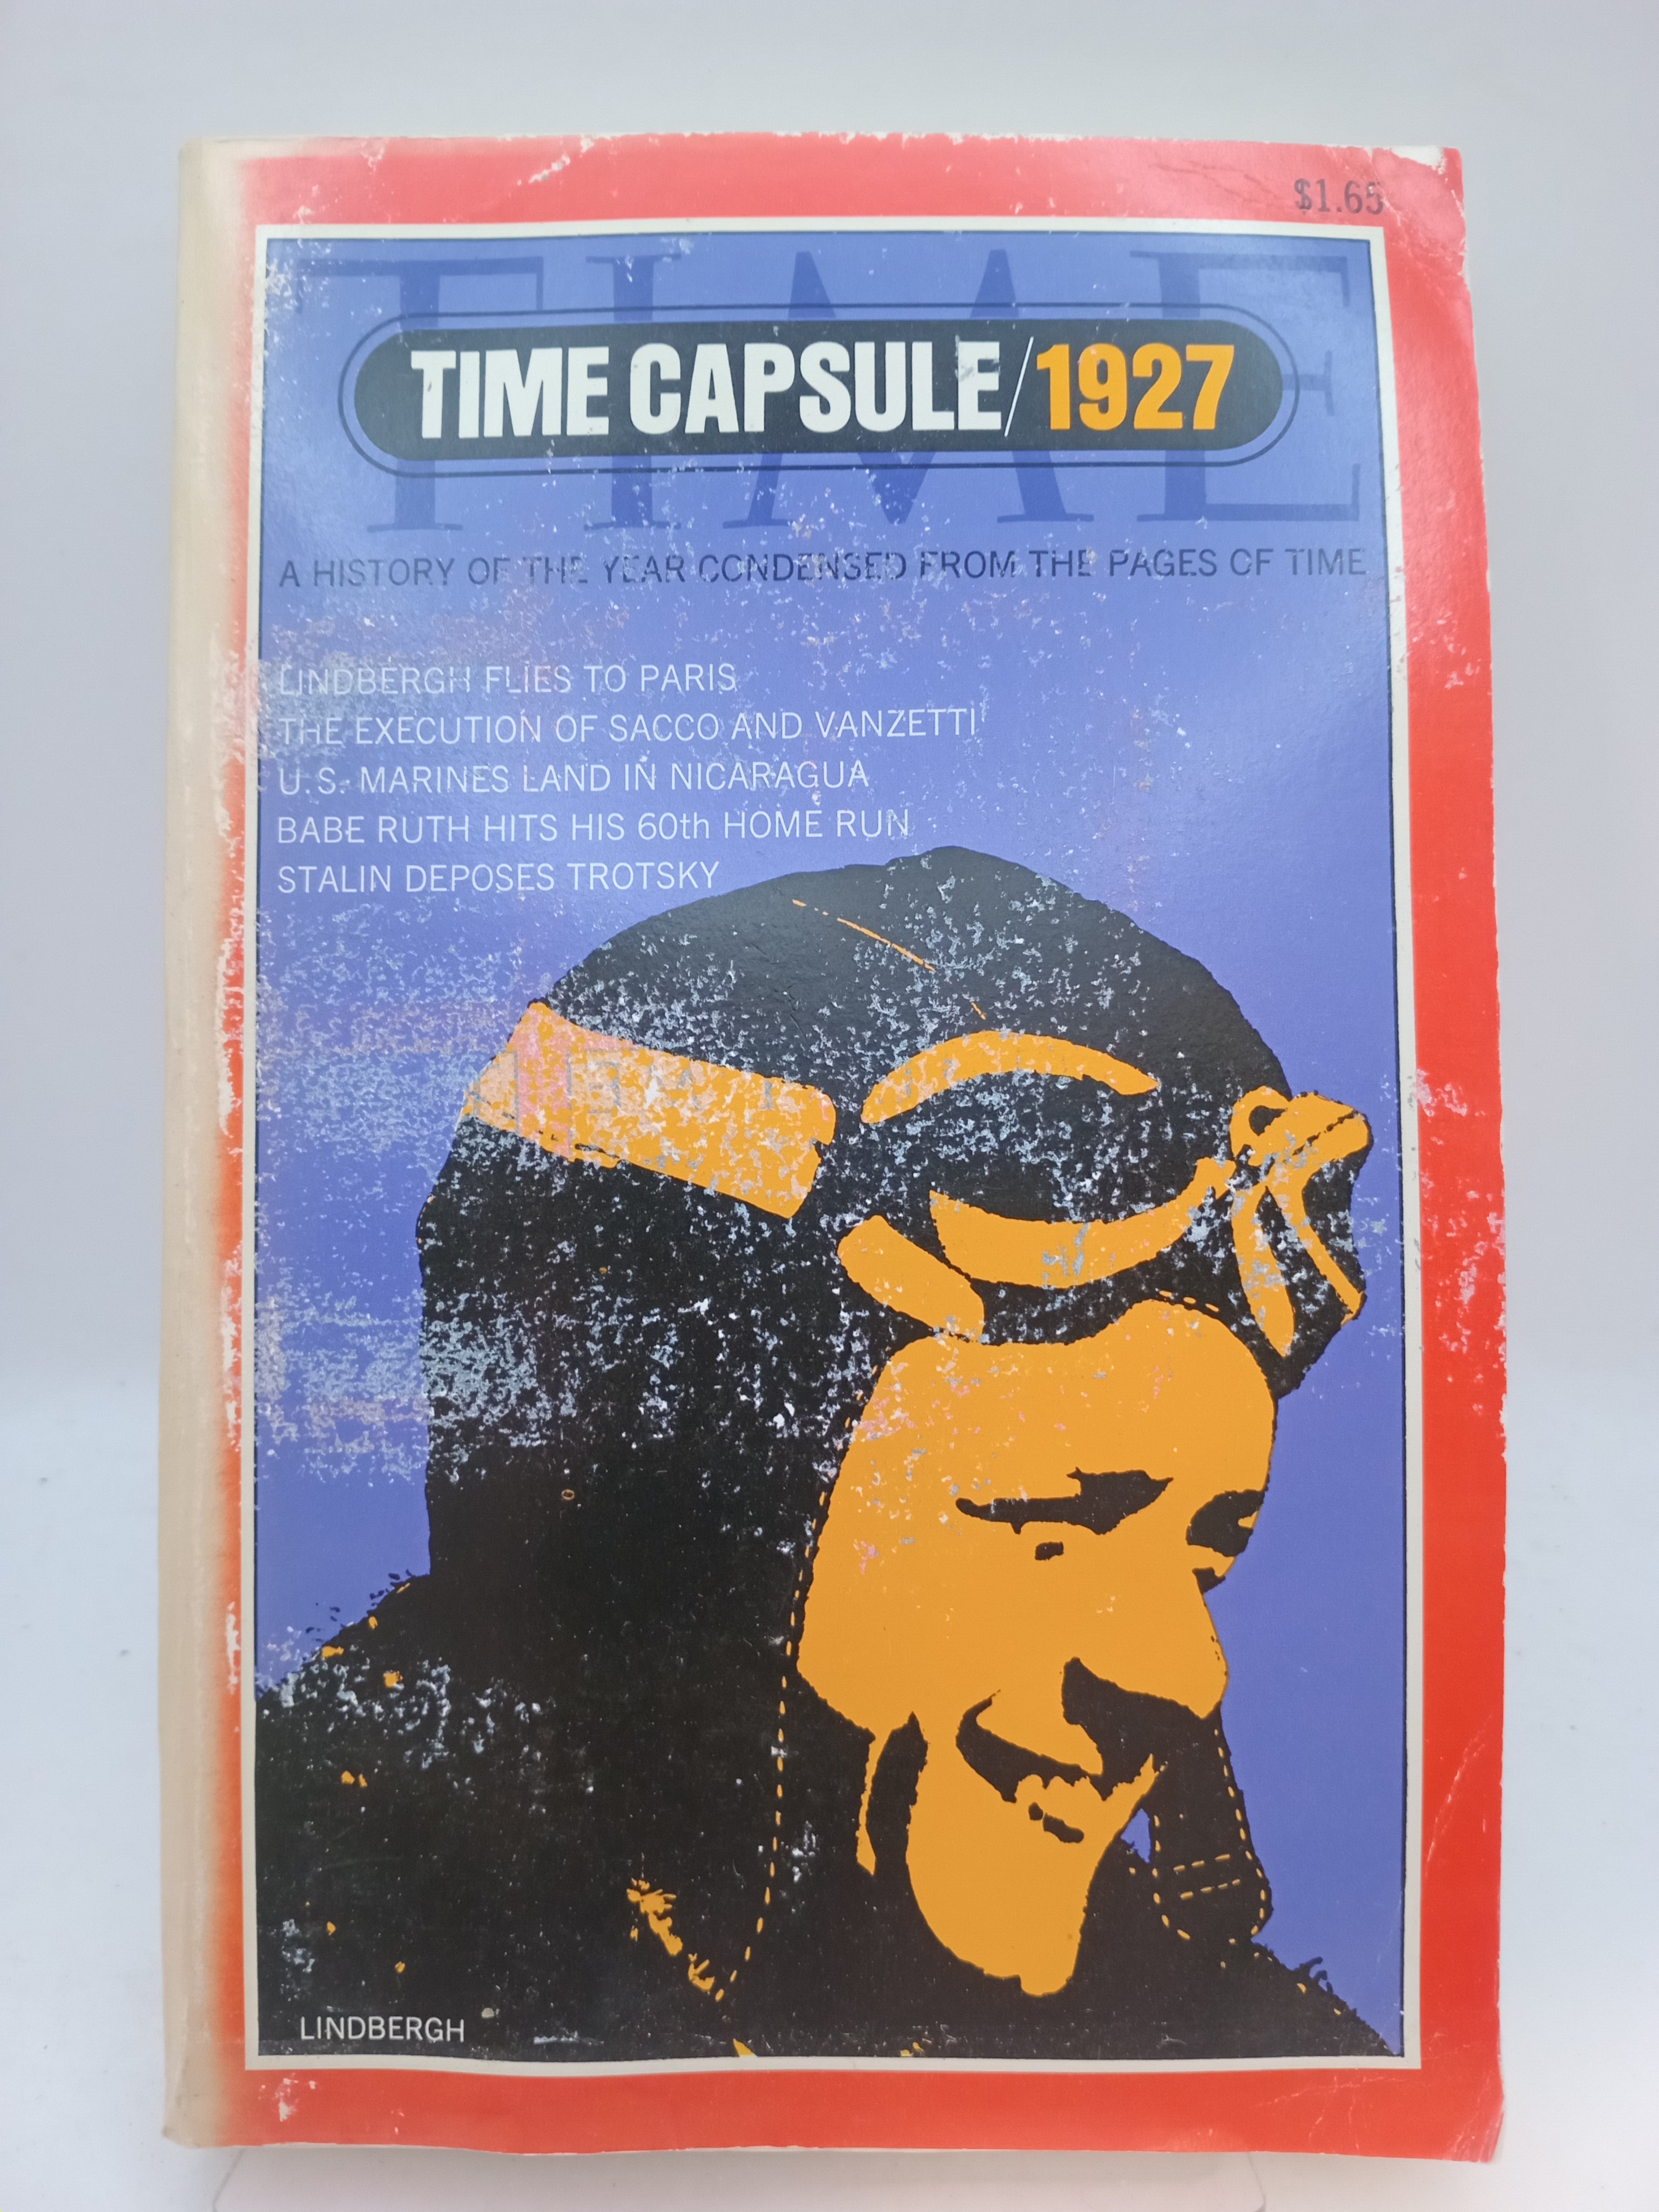 $1.65
TIME
TIME CAPSULE/1927
A HISTORY OF THE YEAR CONDENSED FROM THE PAGES OF TIME
LINDBERGH FLIES TO PARIS
THE EXECUTION OF SACCO AND VANZETTI
U.S. MARINES LAND IN NICARAGUA
BABE RUTH HITS HIS 60th HOME RUN
STALIN DEPOSES TROTSKY
LINDBERGH